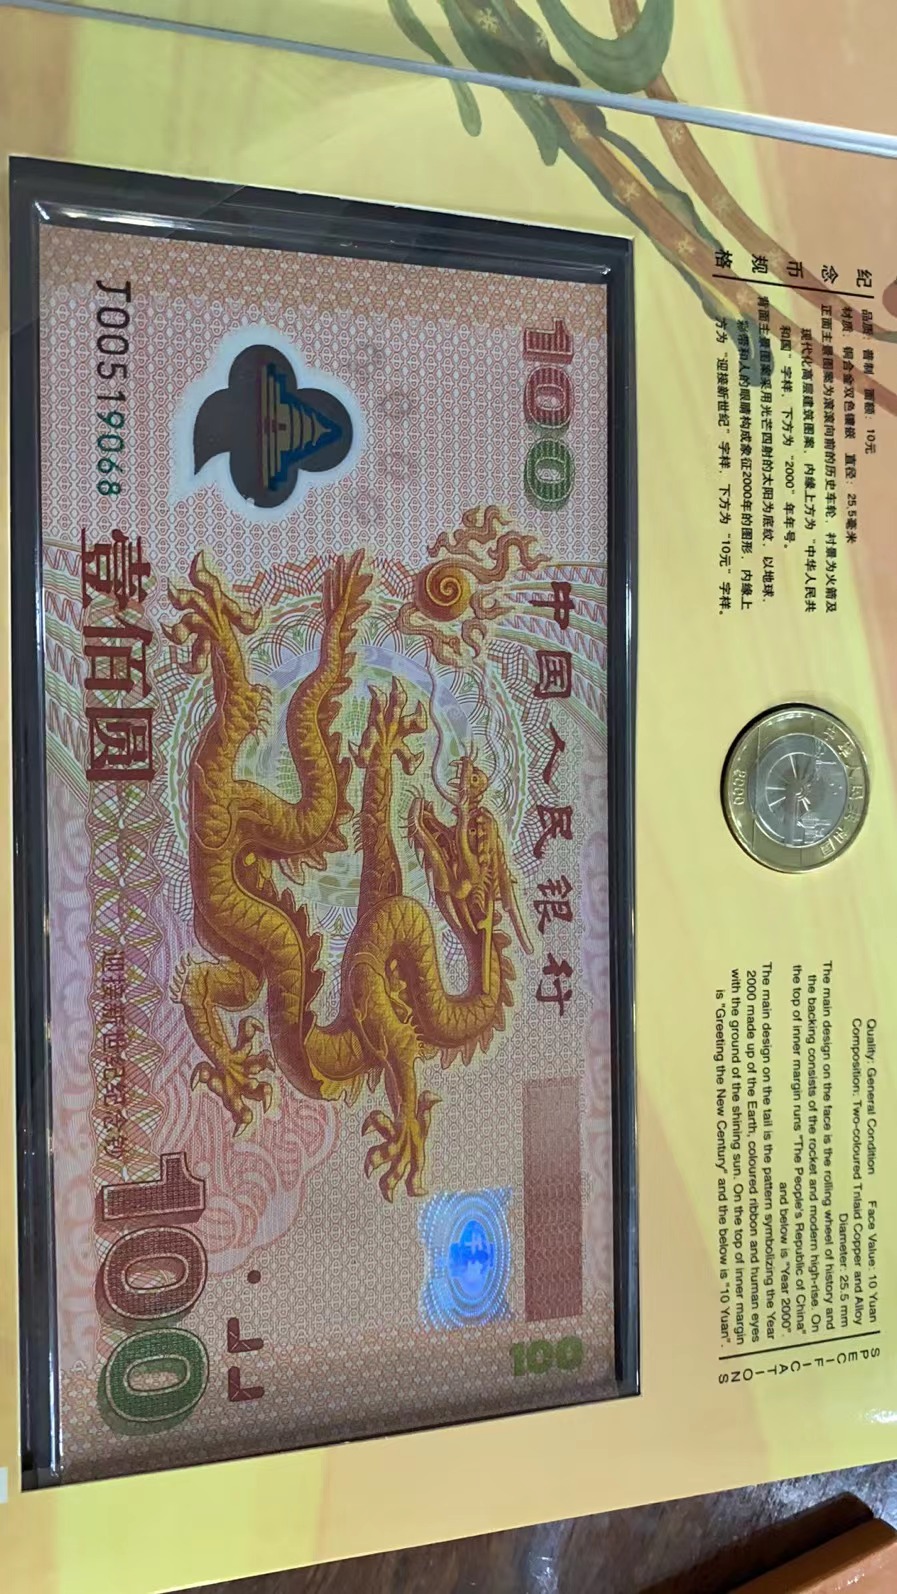 纪念币规格
品质：普制 面额：10元
材质：铜合金双色镶嵌 直径：25.5毫米
正面主景图案为滚滚向前的历史车轮，衬景为火箭及
现代化高层建筑图案，内缘上方为“中华人民共
和国”字样，下方为“2000”年年号。
背面主景图案采用光芒四射的太阳为底纹，以地球、
彩带和人的眼睛构成象征2000年的图形，内缘上
方为“迎接新世纪”字样，下方为“10元”字样。
中华人民共和国
2000
SPECIFICATIONS
Quality: General Condition Face Value: 10 Yuan
Composition: Two-coloured Tnlaid Copper and Alloy
Diameter: 25.5 mm
The main design on the face is the rolling wheel of history and
the backing consists of the rocket and modern high-rise. On
the top of inner margin runs "The People's Republic of China"
and below is "Year 2000".
The main design on the tail is the pattern symbolizing the Year
2000 made up of the Earth, coloured ribbon and human eyes
with the ground of the shining sun. On the top of inner margin
is "Greeting the New Century" and the below is "10 Yuan".
100
中国人民银行
100
J00519068
壹佰圆
迎接新世纪纪念钞
100